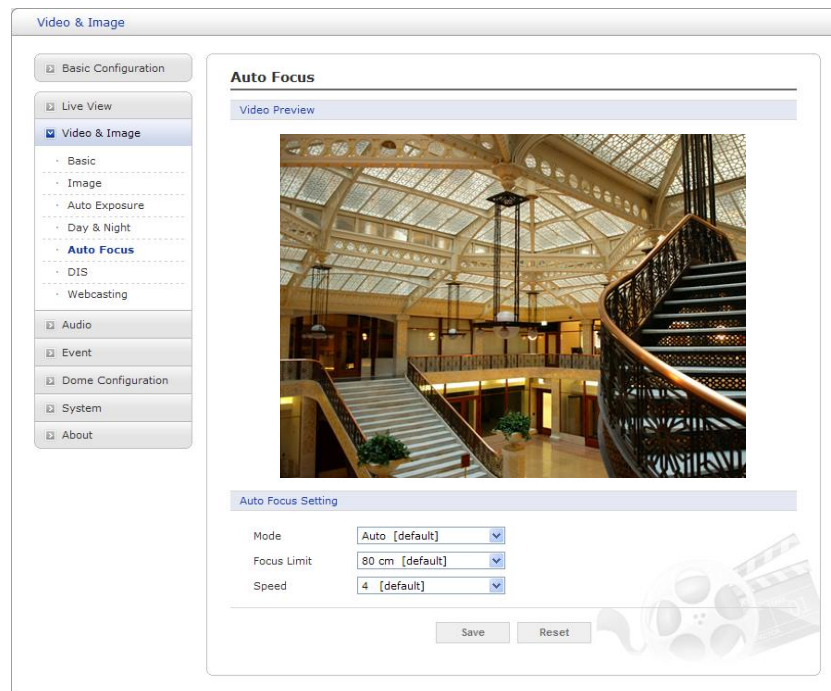 Video & Image
Basic Configuration
Live View
Video & Image
Basic
Image
Auto Exposure
Day & Night
Auto Focus
DIS
Webcasting
Audio
Event
Dome Configuration
System
About
Auto Focus
Video Preview
Auto Focus Setting
Mode Auto [default]
Focus Limit 80 cm [default]
Speed 4 [default]
Save Reset